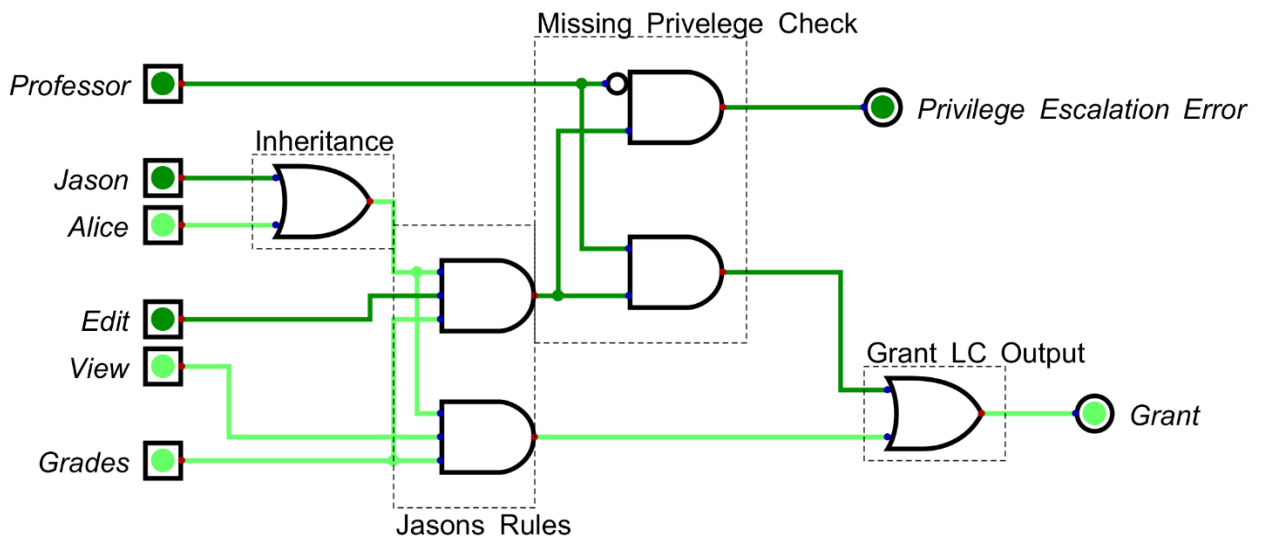 Missing Privelege Check
Professor
Privilege Escalation Error
Inheritance
Jason
Alice
Edit
View
Grant LC Output
Grant
Grades
Jasons Rules